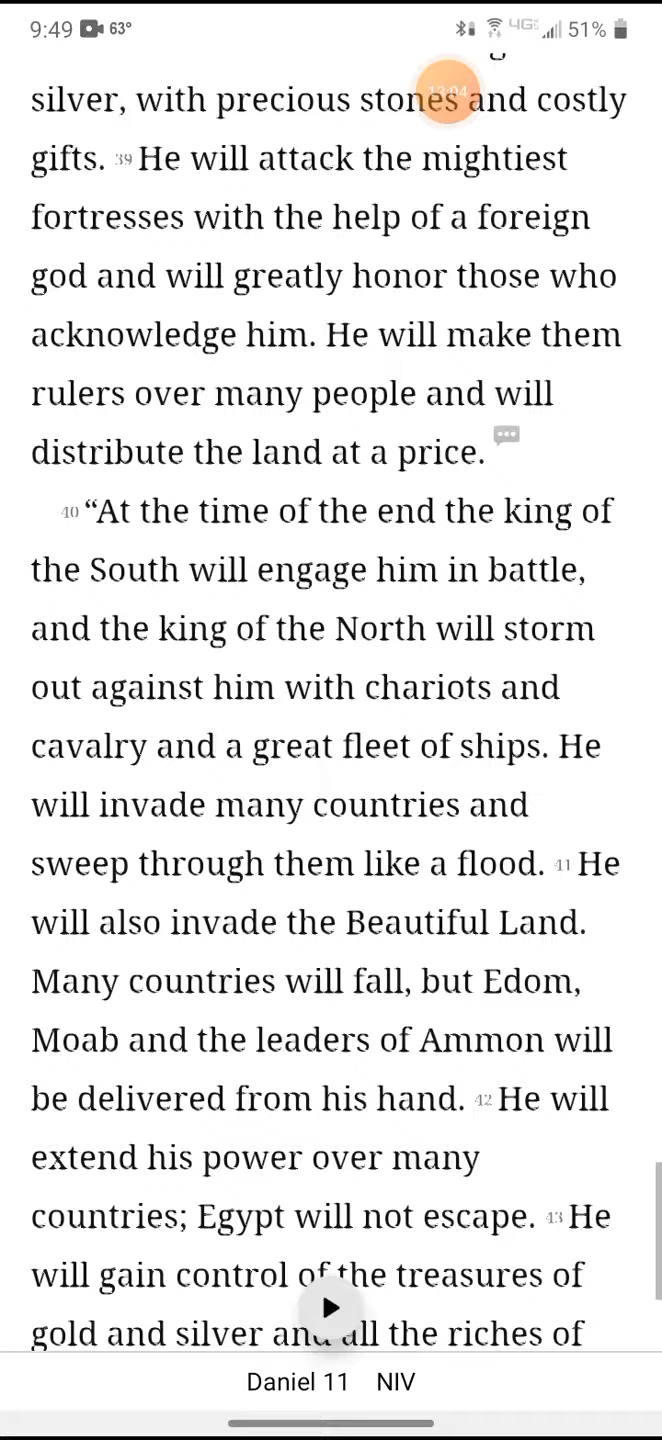 9:49 63° 4G 51%
silver, with precious stones and costly
13:04
gifts. 39 He will attack the mightiest
fortresses with the help of a foreign
god and will greatly honor those who
acknowledge him. He will make them
rulers over many people and will
distribute the land at a price.
40 “At the time of the end the king of
the South will engage him in battle,
and the king of the North will storm
out against him with chariots and
cavalry and a great fleet of ships. He
will invade many countries and
sweep through them like a flood. 41 He
will also invade the Beautiful Land.
Many countries will fall, but Edom,
Moab and the leaders of Ammon will
be delivered from his hand. 42 He will
extend his power over many
countries; Egypt will not escape. 43 He
will gain control of the treasures of
gold and silver and all the riches of
Daniel 11 NIV